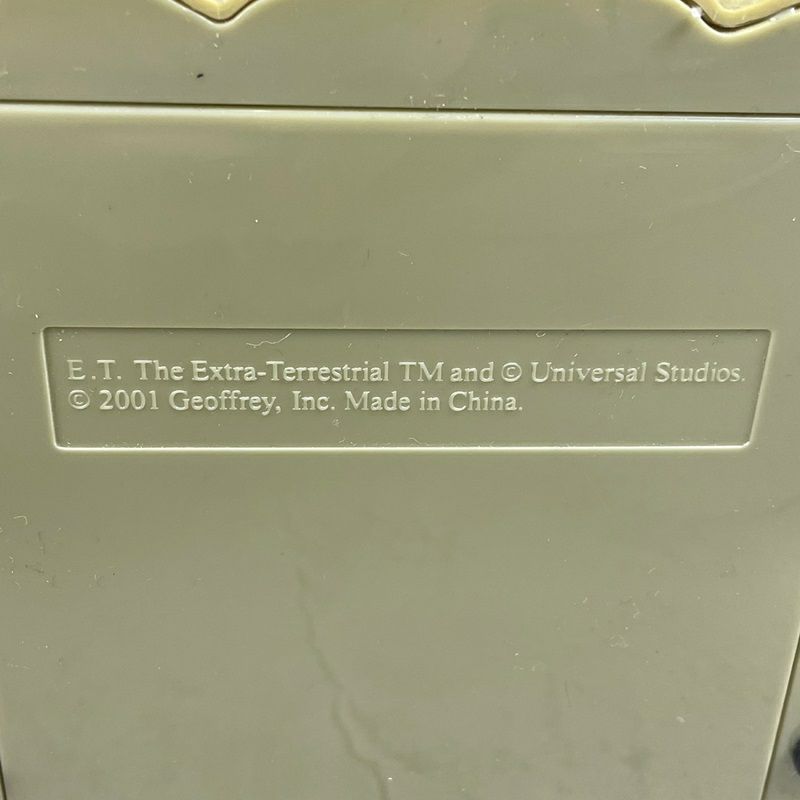 E.T. The Extra-Terrestrial TM and © Universal Studios.
© 2001 Geoffrey, Inc. Made in China.